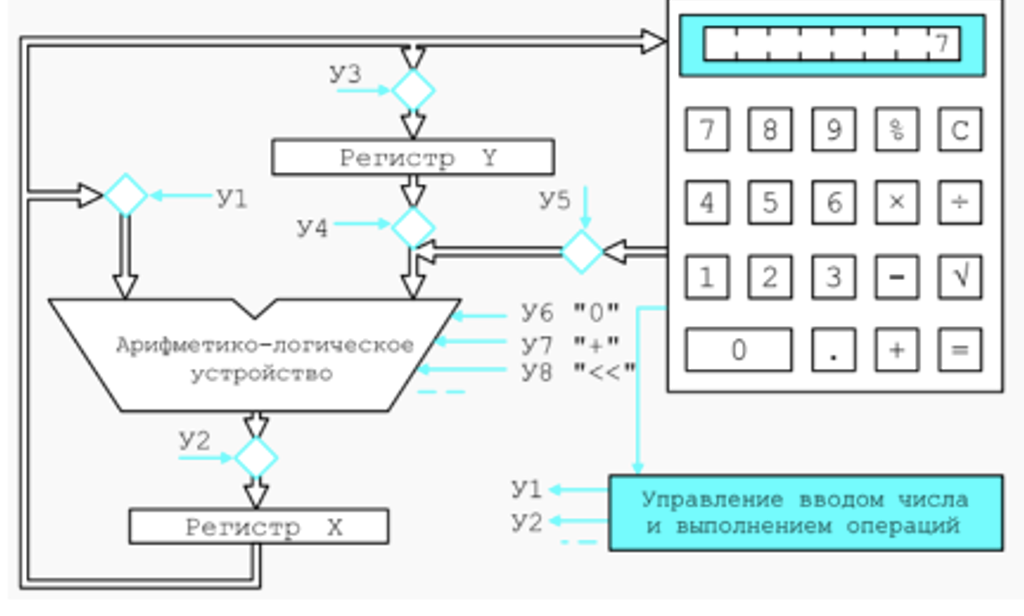 7
У3
7 8 9 % C
Регистр Y
У1
У5
4 5 6 × ÷
У4
1 2 3 - √
У6 "0"
Арифметико-логическое
устройство
У7 "+"
0 . + =
У8 "<<"
У2
У1
Управление вводом числа
и выполнением операций
У2
Регистр X